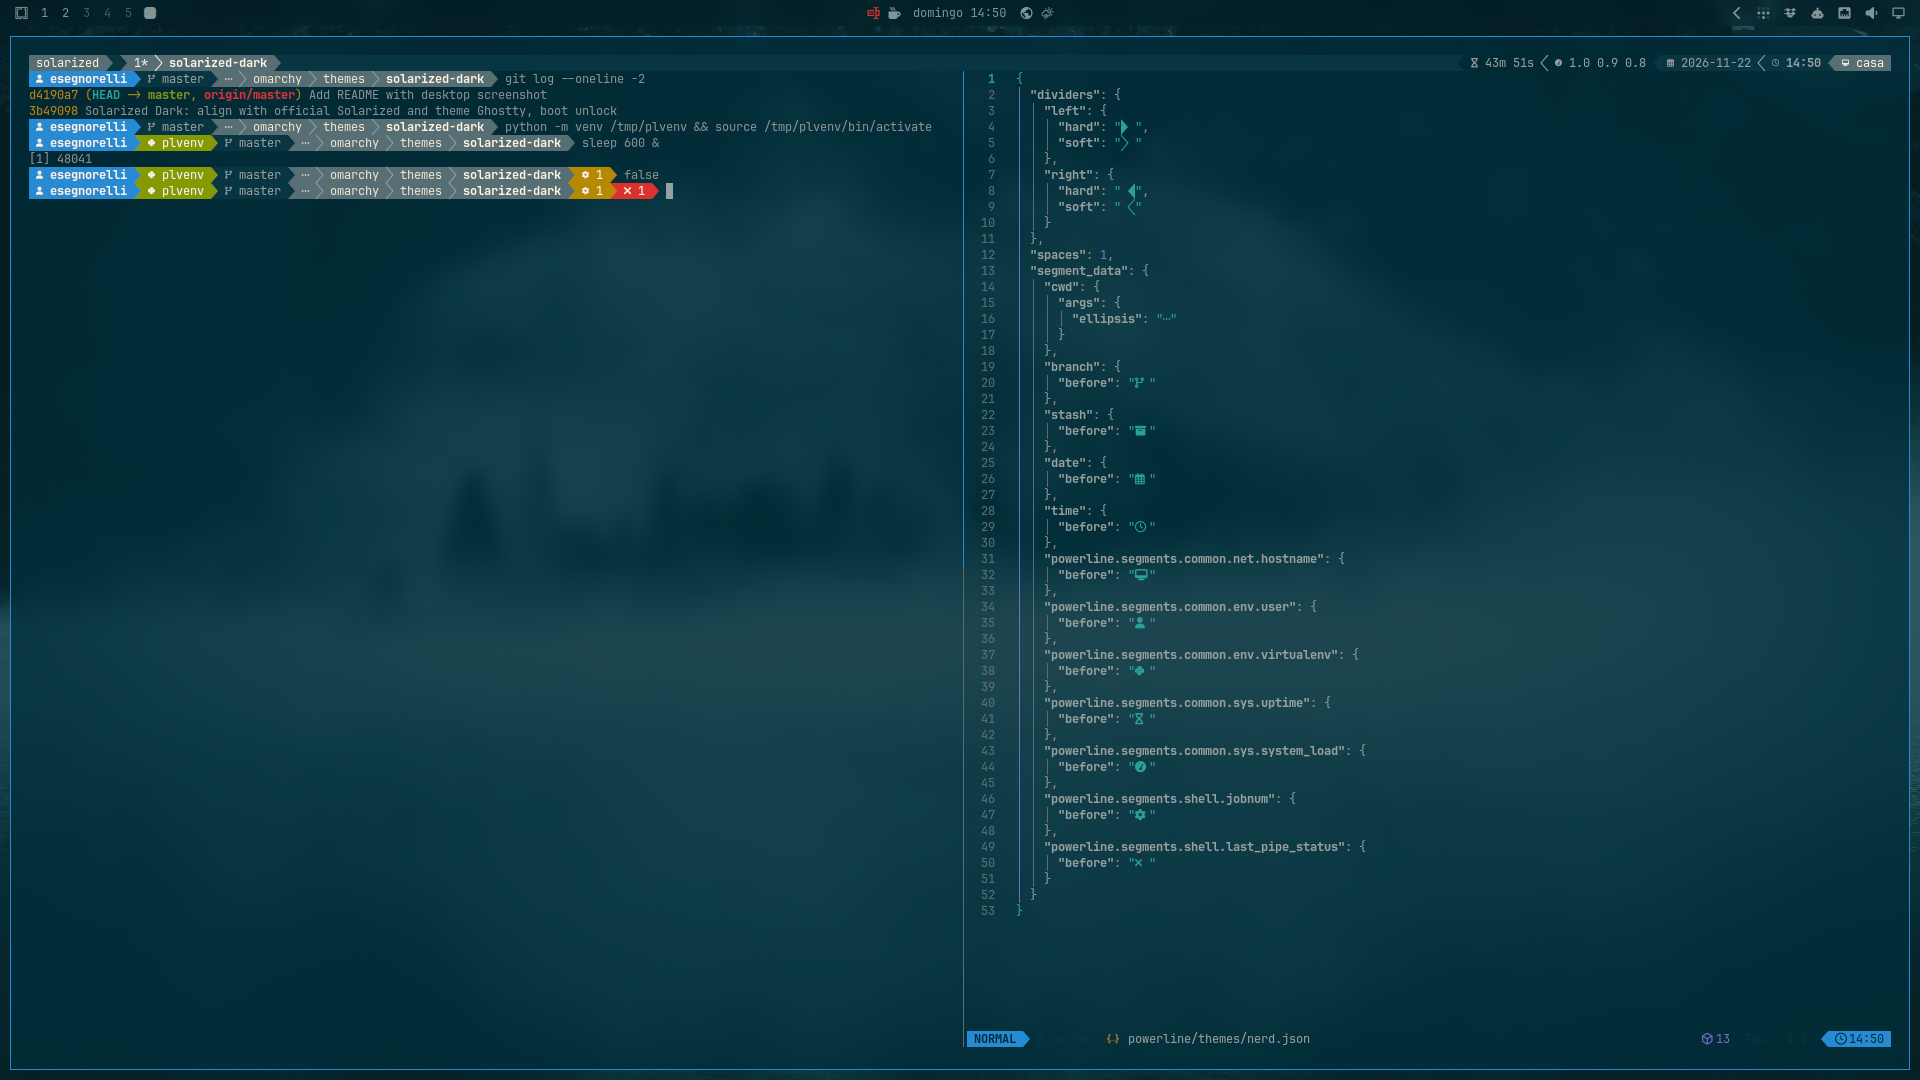 1 2 3 4 5
domingo 14:50
solarized 1* solarized-dark
43m 51s 1.0 0.9 0.8 2026-11-22 14:50 casa
esegnorelli master ⋯ omarchy themes solarized-dark git log --oneline -2
d4190a7 (HEAD -> master, origin/master) Add README with desktop screenshot
3b49098 Solarized Dark: align with official Solarized and theme Ghostty, boot unlock
esegnorelli master ⋯ omarchy themes solarized-dark python -m venv /tmp/plvenv && source /tmp/plvenv/bin/activate
esegnorelli plvenv master ⋯ omarchy themes solarized-dark sleep 600 &
[1] 48041
esegnorelli plvenv master ⋯ omarchy themes solarized-dark 1 false
esegnorelli plvenv master ⋯ omarchy themes solarized-dark 1 ✕ 1
1 {
2 "dividers": {
3 "left": {
4 "hard": " ",
5 "soft": " "
6 },
7 "right": {
8 "hard": " ",
9 "soft": " "
10 }
11 },
12 "spaces": 1,
13 "segment_data": {
14 "cwd": {
15 "args": {
16 "ellipsis": "⋯"
17 }
18 },
19 "branch": {
20 "before": " "
21 },
22 "stash": {
23 "before": " "
24 },
25 "date": {
26 "before": " "
27 },
28 "time": {
29 "before": " "
30 },
31 "powerline.segments.common.net.hostname": {
32 "before": " "
33 },
34 "powerline.segments.common.env.user": {
35 "before": " "
36 },
37 "powerline.segments.common.env.virtualenv": {
38 "before": " "
39 },
40 "powerline.segments.common.sys.uptime": {
41 "before": " "
42 },
43 "powerline.segments.common.sys.system_load": {
44 "before": " "
45 },
46 "powerline.segments.shell.jobnum": {
47 "before": " "
48 },
49 "powerline.segments.shell.last_pipe_status": {
50 "before": "✕ "
51 }
52 }
53 }
NORMAL {..} powerline/themes/nerd.json 13 Top 1:1 14:50